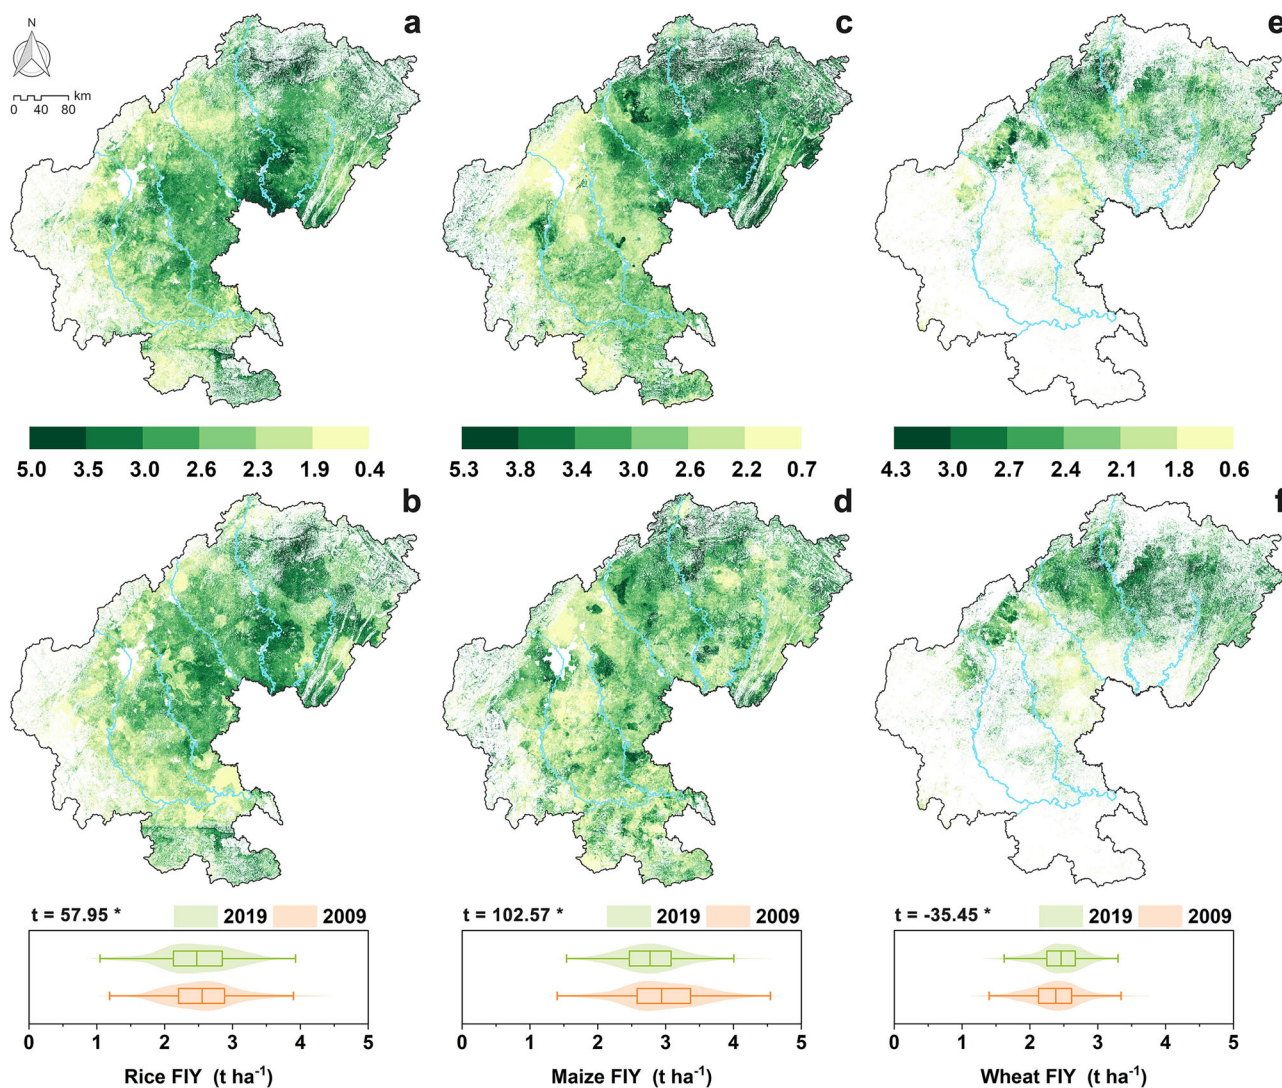 a
c
e
N
km
0 40 80
5.0 3.5 3.0 2.6 2.3 1.9 0.4
5.3 3.8 3.4 3.0 2.6 2.2 0.7
4.3 3.0 2.7 2.4 2.1 1.8 0.6
b
d
f
t = 57.95 * 2019 2009
t = 102.57 * 2019 2009
t = -35.45 * 2019 2009
0 1 2 3 4 5
0 1 2 3 4 5
0 1 2 3 4 5
Rice FIY (t ha⁻¹)
Maize FIY (t ha⁻¹)
Wheat FIY (t ha⁻¹)